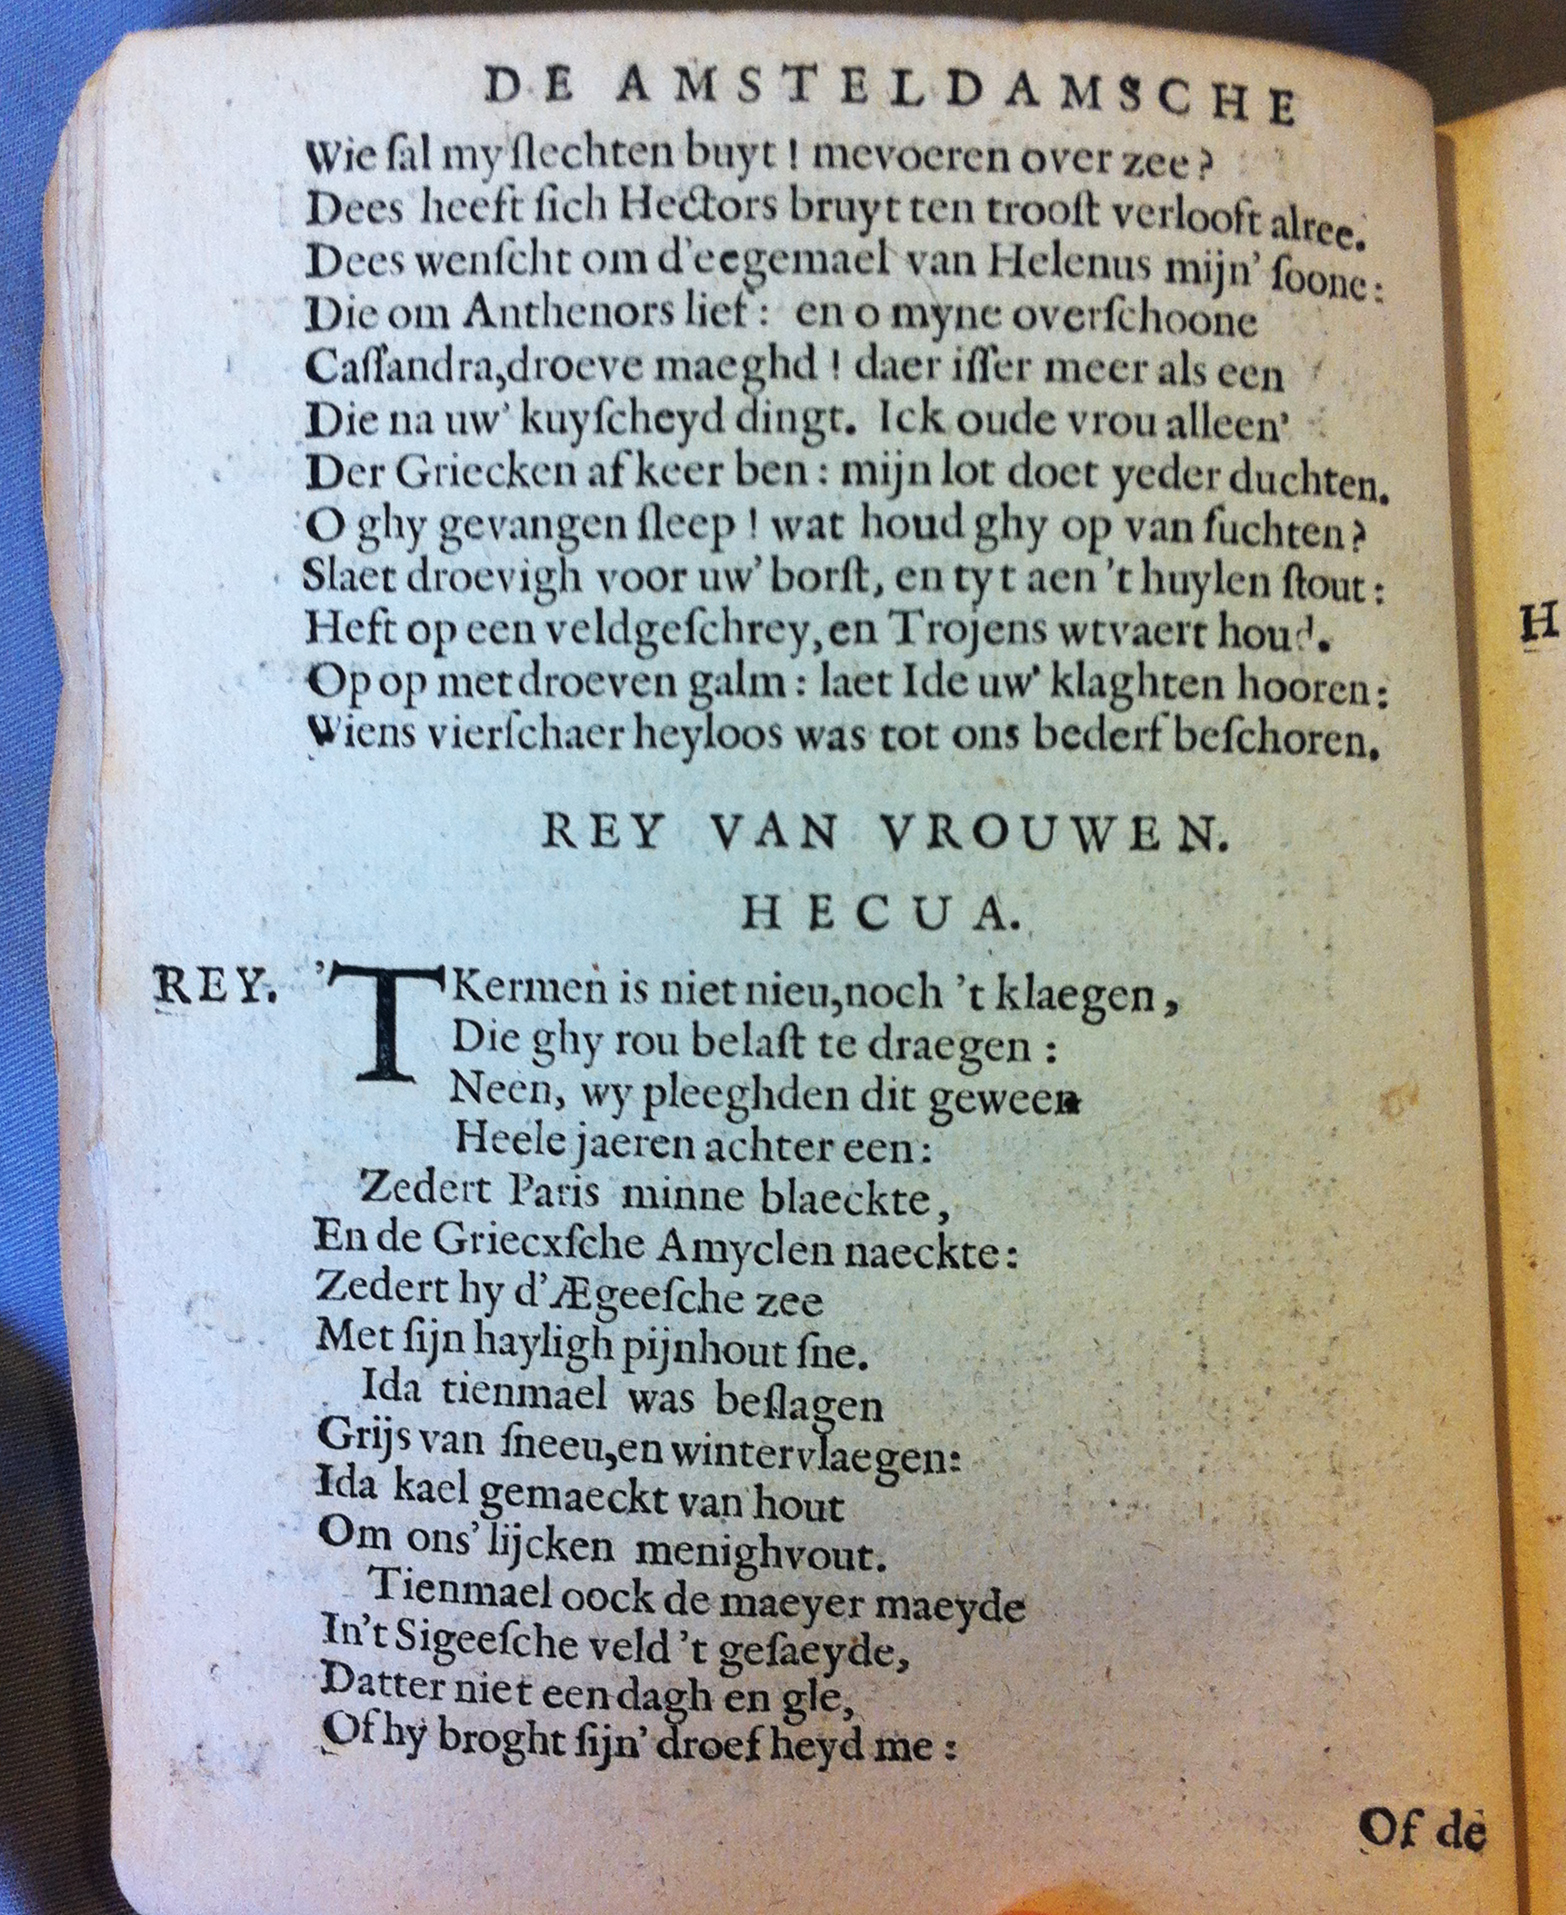 DE AMSTELDAMSCHE
Wie ſal my ſlechten buyt ! mevoeren over zee?
Dees heeft ſich Hectors bruyt ten trooſt verlooft alree.
Dees wenſcht om d'eegemael van Helenus mijn' ſoone:
Die om Anthenors lief : en o myne overſchoone
Caſſandra,droeve maeghd ! daer iſſer meer als een
Die na uw' kuyſcheyd dingt. Ick oude vrou alleen'
Der Griecken afkeer ben : mijn lot doet yeder duchten.
O ghy gevangen ſleep ! wat houd ghy op van ſuchten?
Slaet droevigh voor uw' borſt, en tyt aen 't huylen ſtout :
Heft op een veldgeſchrey,en Trojens wtvaert houd.
Op op met droeven galm : laet Ide uw' klaghten hooren:
Wiens vierſchaer heyloos was tot ons bederf beſchoren.
REY VAN VROUWEN.
HECUA.
REY. 'T Kermen is niet nieu,noch 't klaegen,
Die ghy rou belaſt te draegen :
Neen, wy pleeghden dit geween
Heele jaeren achter een:
Zedert Paris minne blaeckte,
En de Griecxſche Amyclen naeckte:
Zedert hy d'Ægeeſche zee
Met ſijn hayligh pijnhout ſne.
Ida tienmael was beſlagen
Grijs van ſneeu,en wintervlaegen:
Ida kael gemaeckt van hout
Om ons' lijcken menighvout.
Tienmael oock de maeyer maeyde
In't Sigeeſche veld 't geſaeyde,
Datter niet een dagh en gle,
Of hy broght ſijn' droefheyd me :
Of de
H